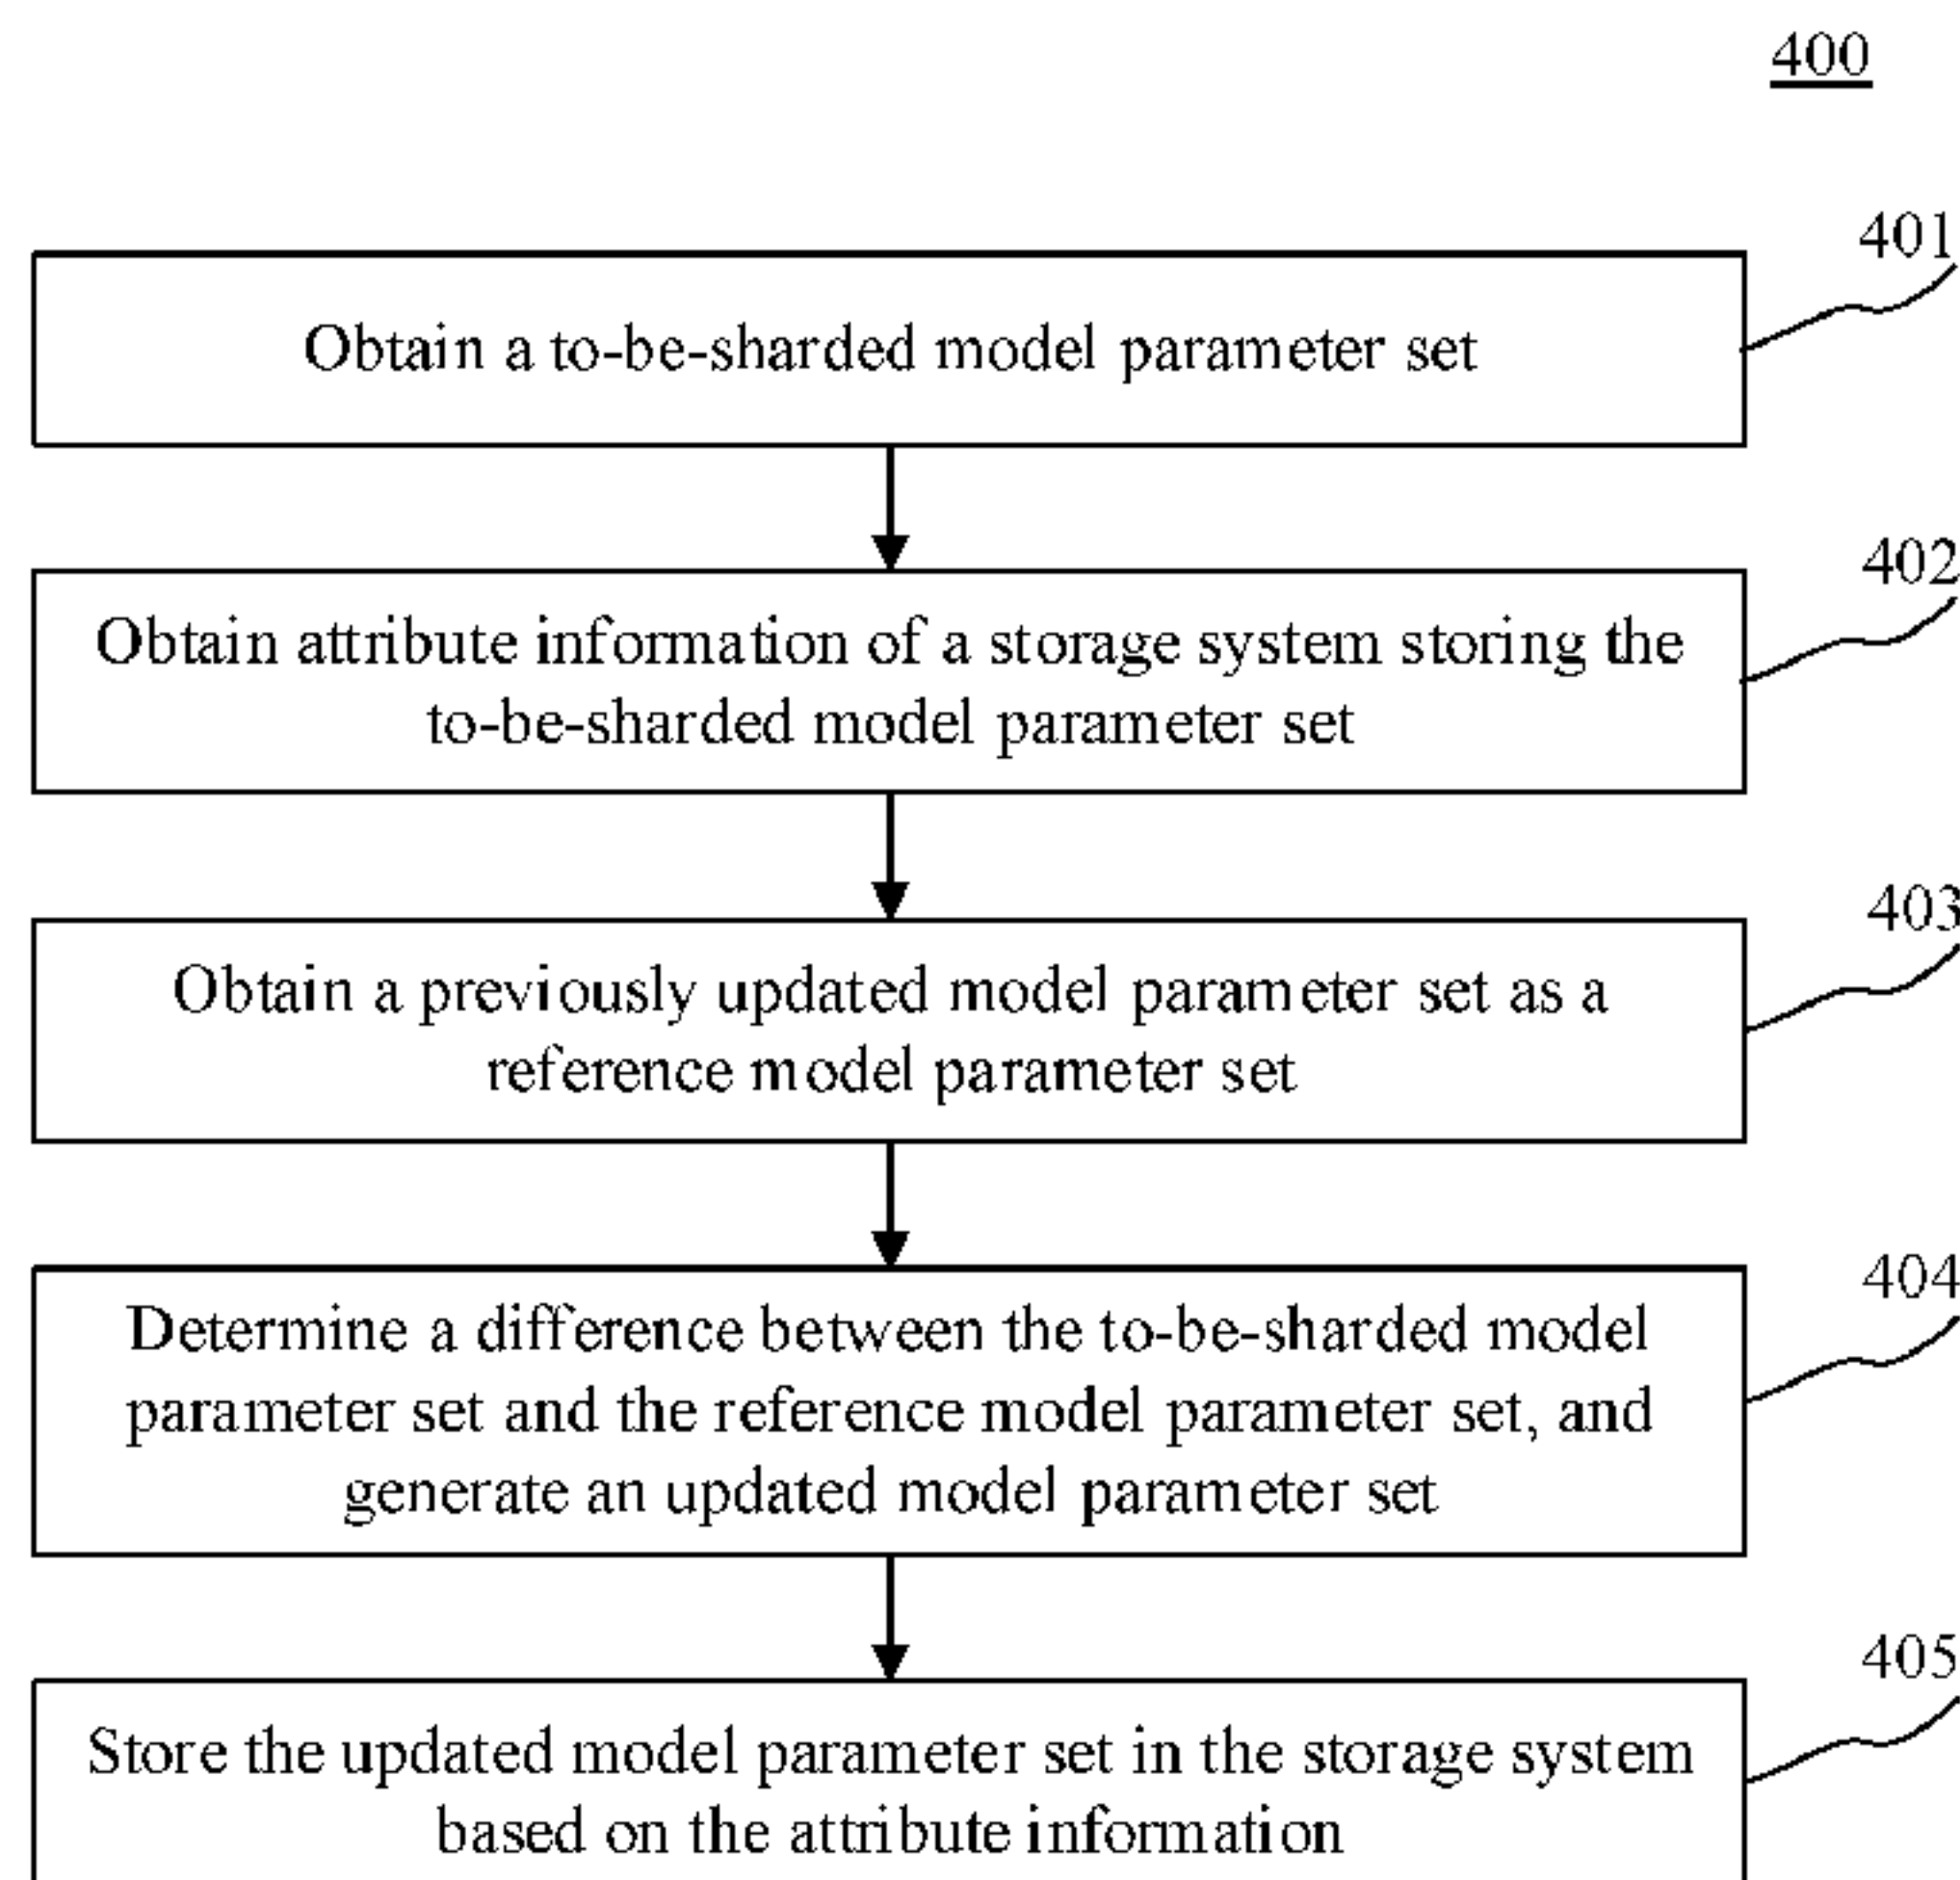 400
401
Obtain a to-be-sharded model parameter set
402
Obtain attribute information of a storage system storing the
to-be-sharded model parameter set
403
Obtain a previously updated model parameter set as a
reference model parameter set
404
Determine a difference between the to-be-sharded model
parameter set and the reference model parameter set, and
generate an updated model parameter set
405
Store the updated model parameter set in the storage system
based on the attribute information